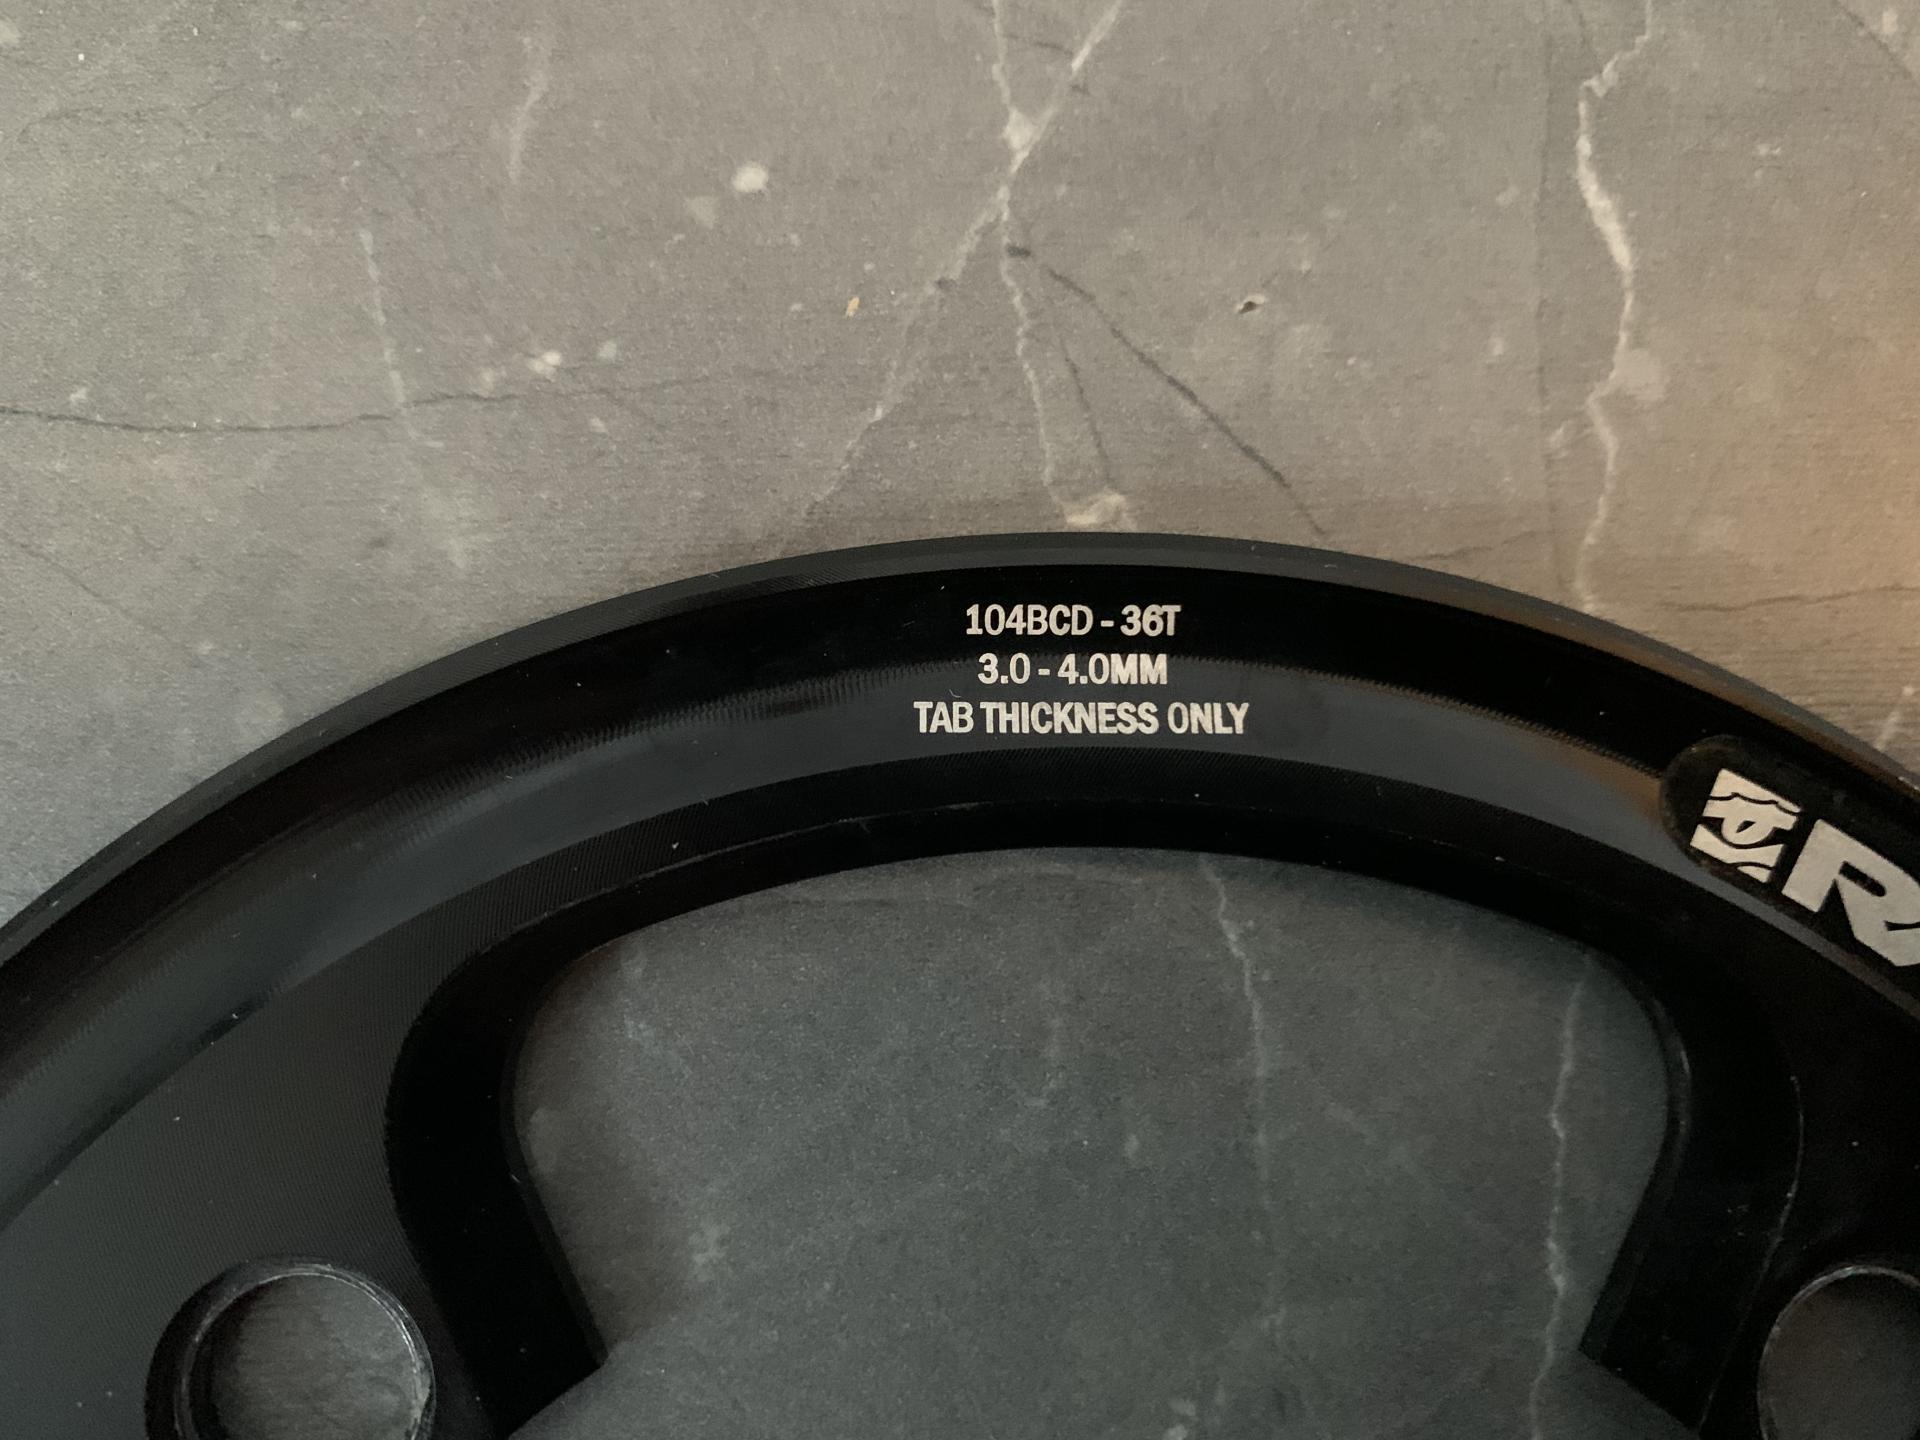 104BCD - 36T
3.0 - 4.0MM
TAB THICKNESS ONLY